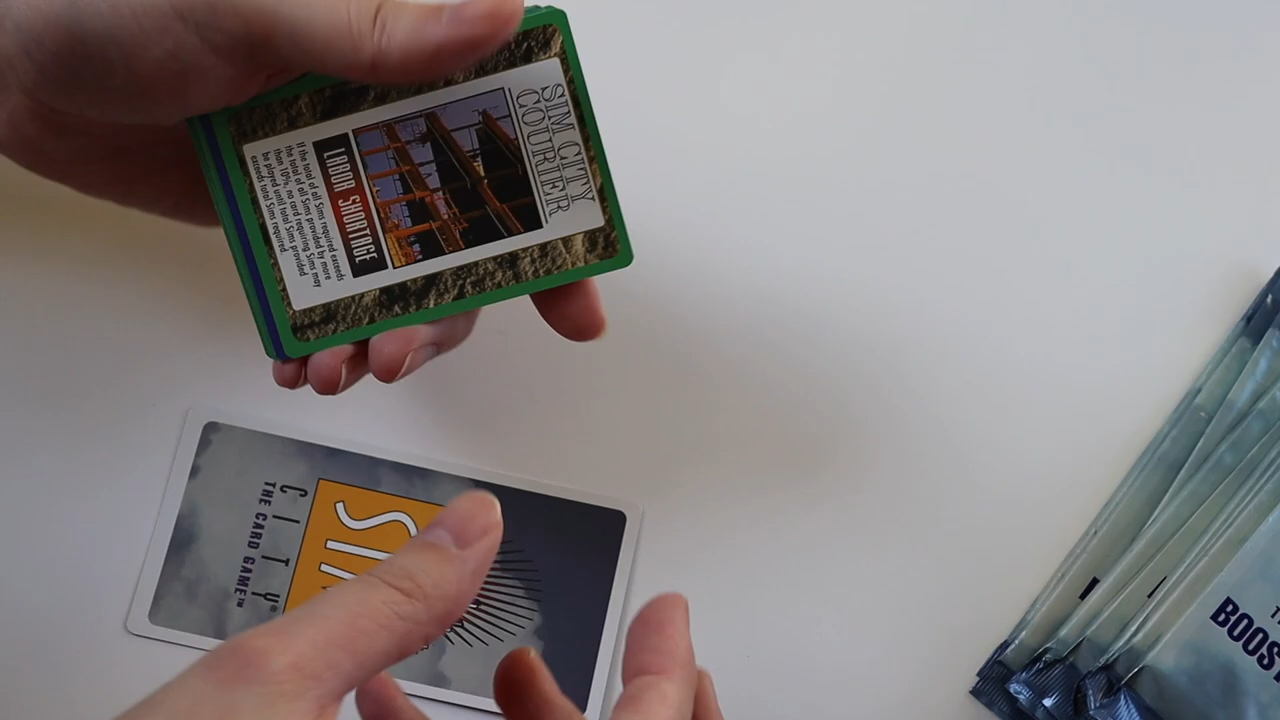 SIM CITY
COURIER
LABOR SHORTAGE
If the total of all Sims required exceeds
the total of all Sims provided by more
than 10%, no card requiring Sims may
be played until total Sims provided
exceeds total Sims required.
CITY®
THE CARD GAME™